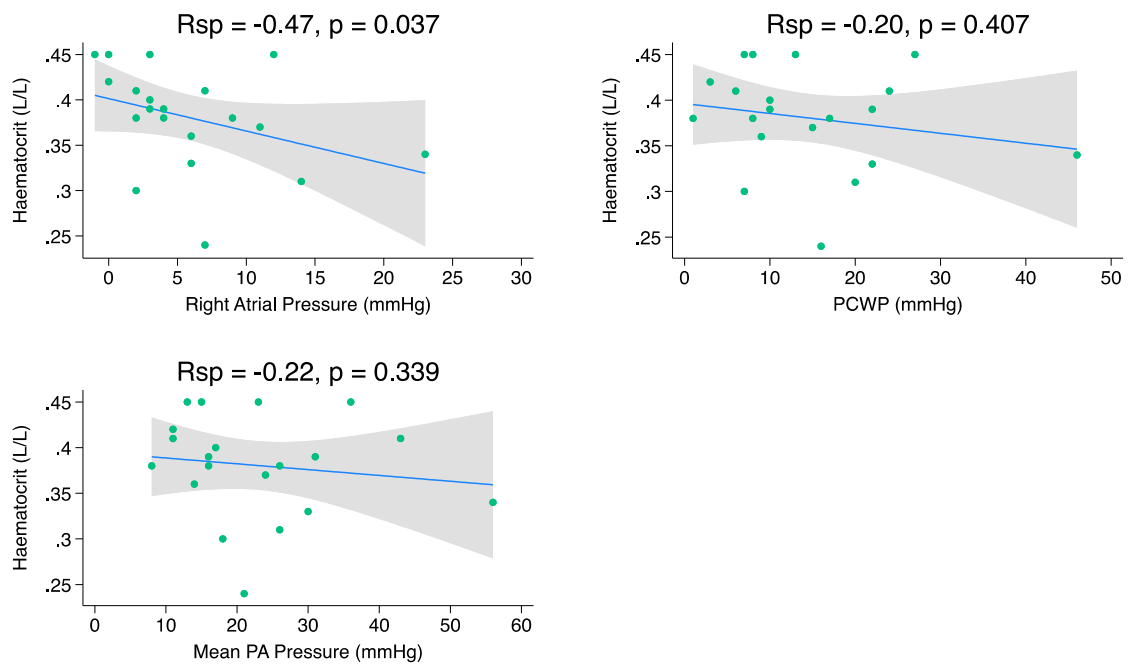 Rsp = -0.47, p = 0.037
Haematocrit (L/L)
.45
.4
.35
.3
.25
0 5 10 15 20 25 30
Right Atrial Pressure (mmHg)
Rsp = -0.20, p = 0.407
Haematocrit (L/L)
.45
.4
.35
.3
.25
0 10 20 30 40 50
PCWP (mmHg)
Rsp = -0.22, p = 0.339
Haematocrit (L/L)
.45
.4
.35
.3
.25
0 10 20 30 40 50 60
Mean PA Pressure (mmHg)